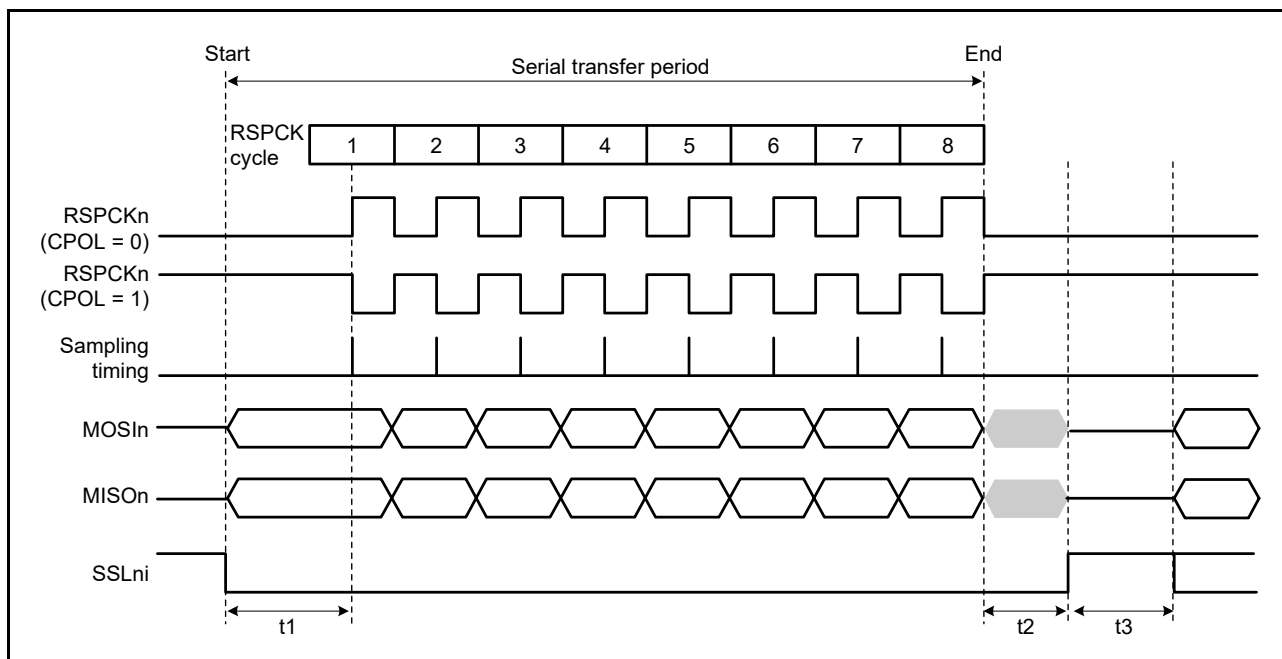 Start
End
Serial transfer period
RSPCK
cycle
1 2 3 4 5 6 7 8
RSPCKn
(CPOL = 0)
RSPCKn
(CPOL = 1)
Sampling
timing
MOSIn
MISOn
SSLni
t1
t2
t3